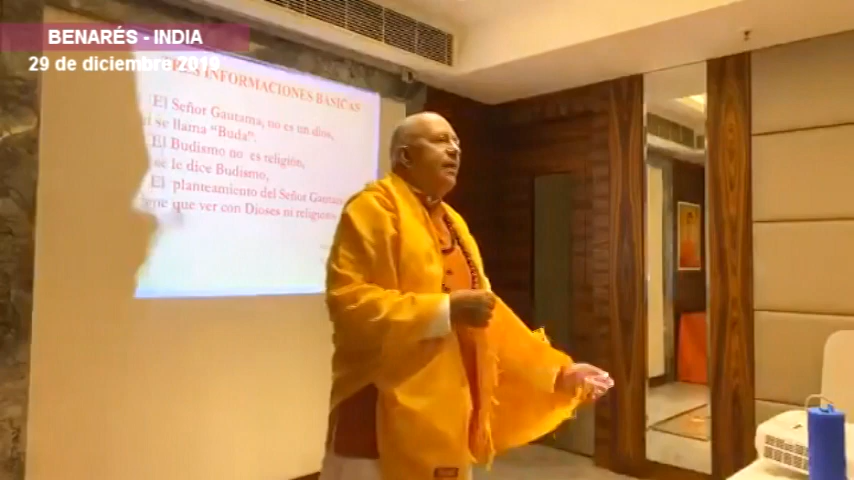 BENARÉS - INDIA
29 de diciembre 2019
INFORMACIONES BÁSICAS
El Señor Gautama, no es un dios,
se llama "Buda".
El Budismo no es religión,
se le dice Budismo,
El planteamiento del Señor Gautama
que ver con Dioses ni religiones